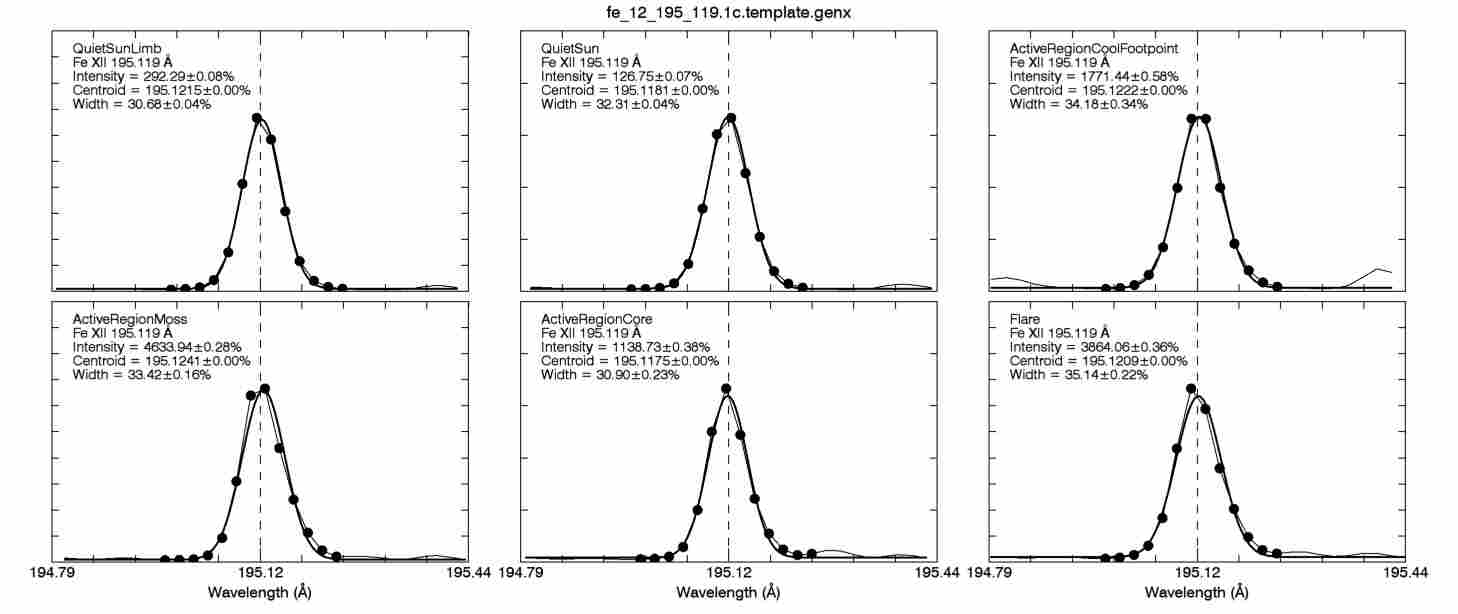 fe_12_195_119.1c.template.genx
QuietSunLimb
Fe XII 195.119 Å
Intensity = 292.29±0.08%
Centroid = 195.1215±0.00%
Width = 30.68±0.04%
QuietSun
Fe XII 195.119 Å
Intensity = 126.75±0.07%
Centroid = 195.1181±0.00%
Width = 32.31±0.04%
ActiveRegionCoolFootpoint
Fe XII 195.119 Å
Intensity = 1771.44±0.58%
Centroid = 195.1222±0.00%
Width = 34.18±0.34%
ActiveRegionMoss
Fe XII 195.119 Å
Intensity = 4633.94±0.28%
Centroid = 195.1241±0.00%
Width = 33.42±0.16%
ActiveRegionCore
Fe XII 195.119 Å
Intensity = 1138.73±0.38%
Centroid = 195.1175±0.00%
Width = 30.90±0.23%
Flare
Fe XII 195.119 Å
Intensity = 3864.06±0.36%
Centroid = 195.1209±0.00%
Width = 35.14±0.22%
194.79 195.12 195.44
194.79 195.12 195.44
194.79 195.12 195.44
Wavelength (Å)
Wavelength (Å)
Wavelength (Å)